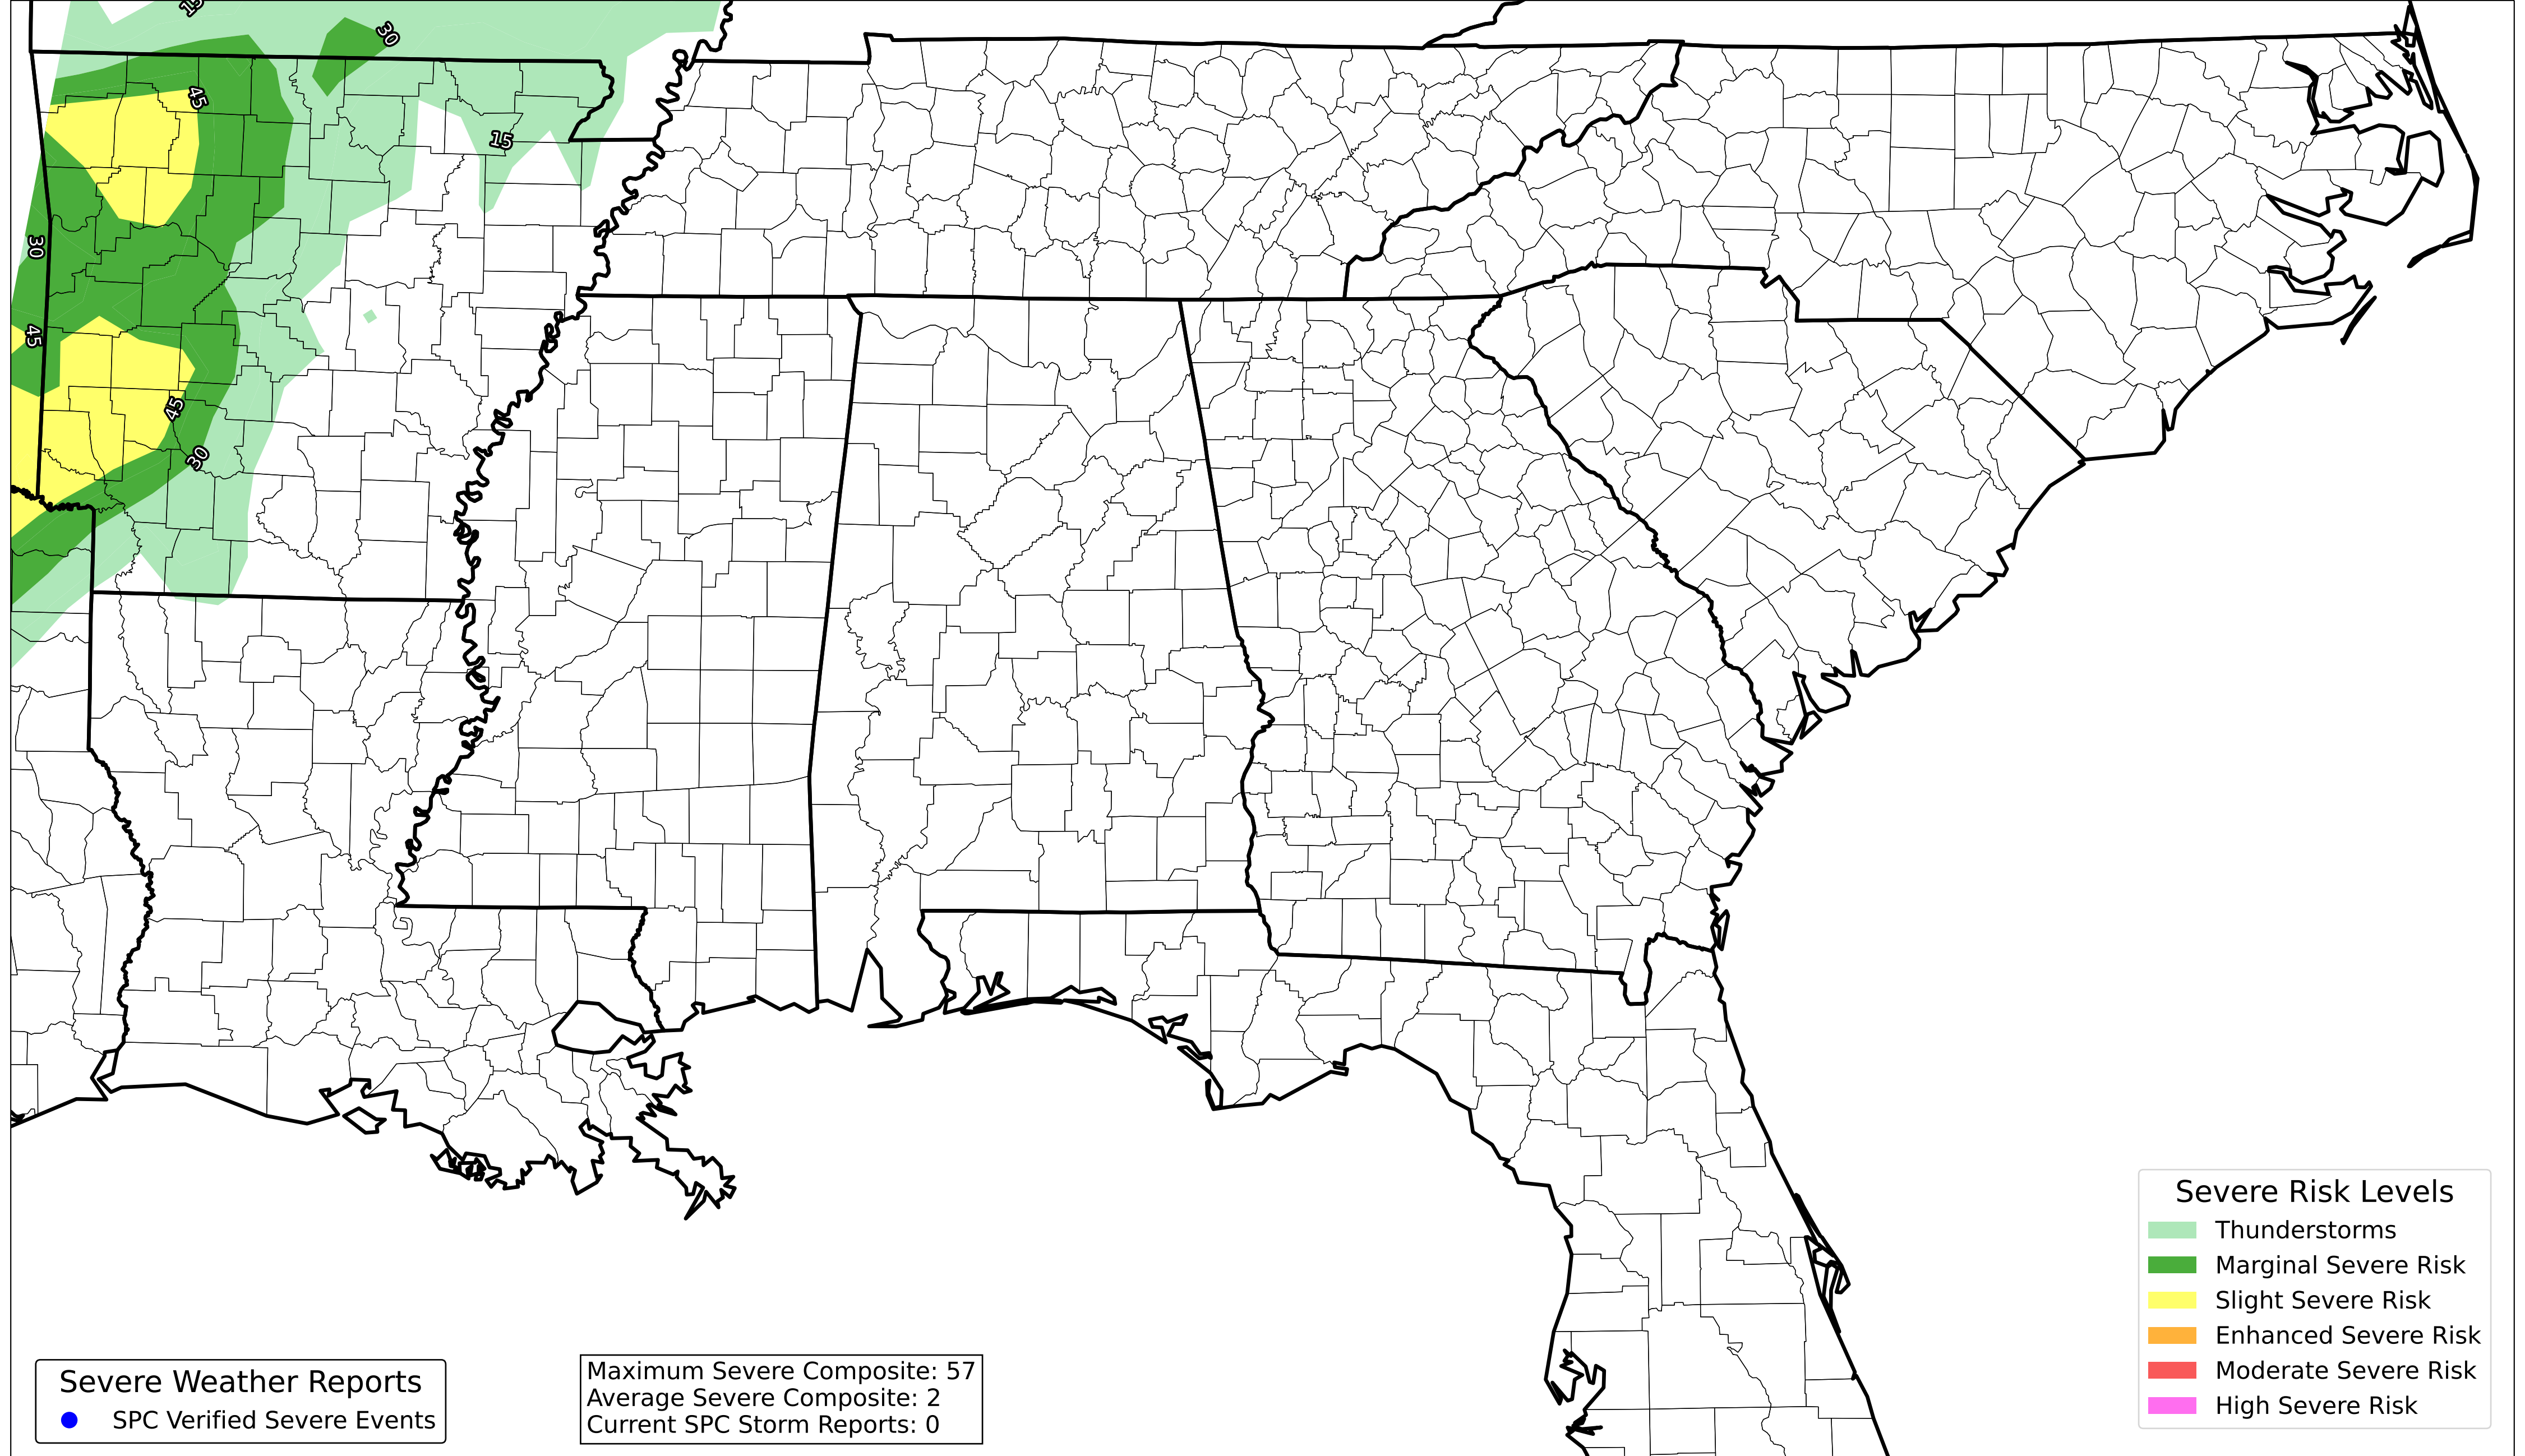 15
30
45
15
30
45
45
30
Severe Risk Levels
Thunderstorms
Marginal Severe Risk
Slight Severe Risk
Enhanced Severe Risk
Moderate Severe Risk
High Severe Risk
Severe Weather Reports
SPC Verified Severe Events
Maximum Severe Composite: 57
Average Severe Composite: 2
Current SPC Storm Reports: 0